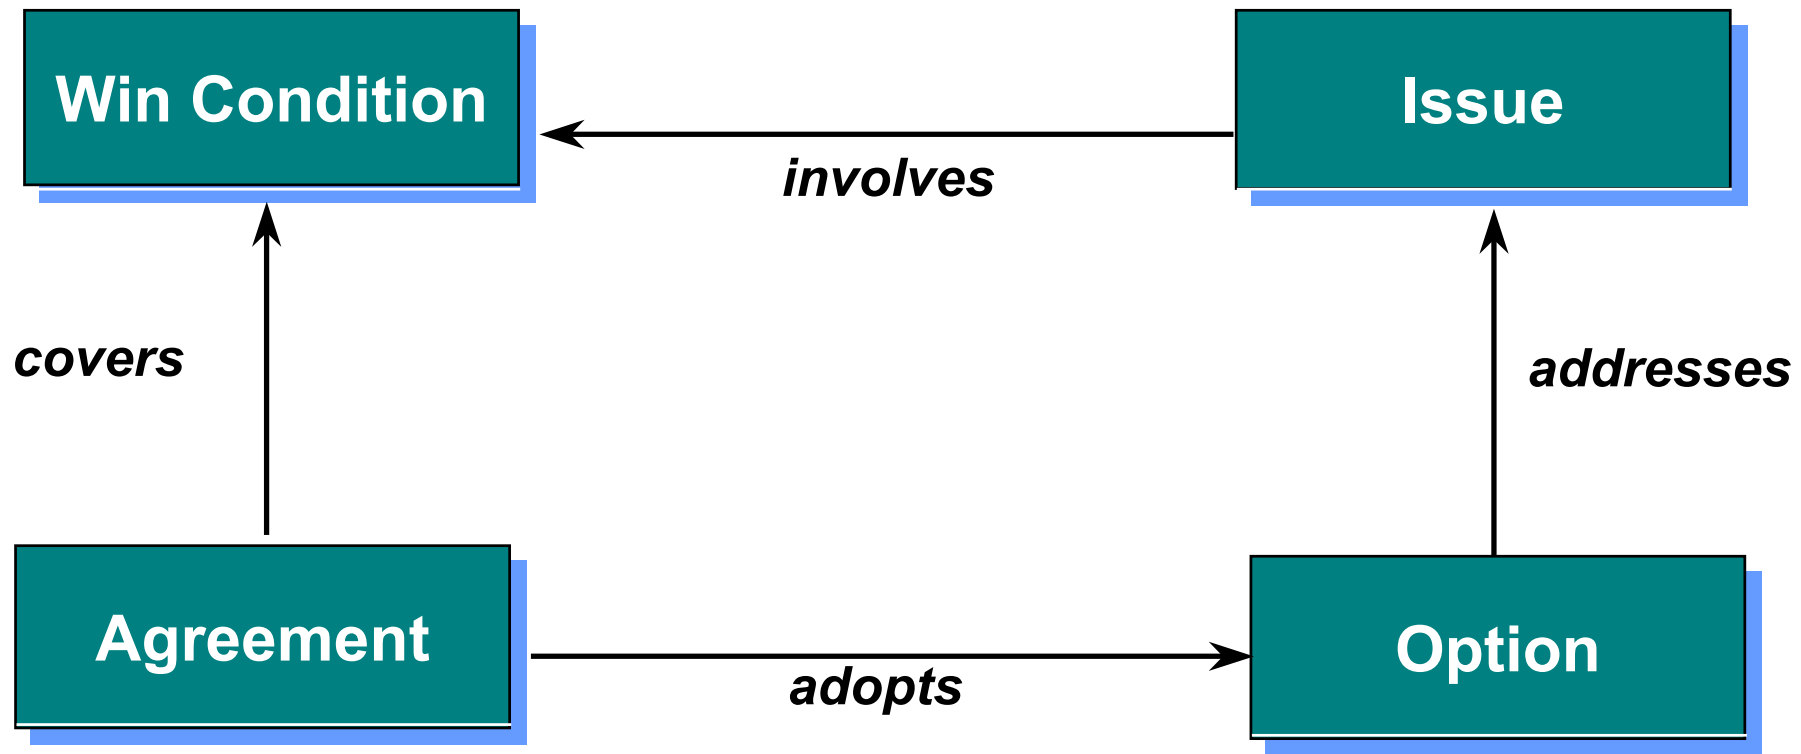 Win Condition
Issue
involves
covers
addresses
Agreement
Option
adopts